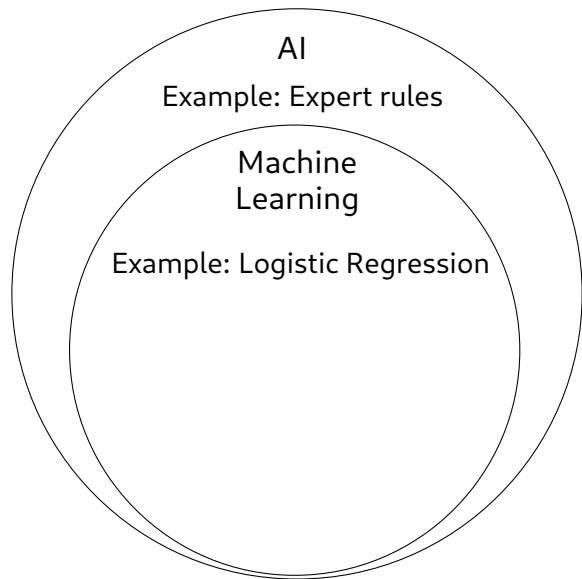 AI
Example: Expert rules
Machine
Learning
Example: Logistic Regression